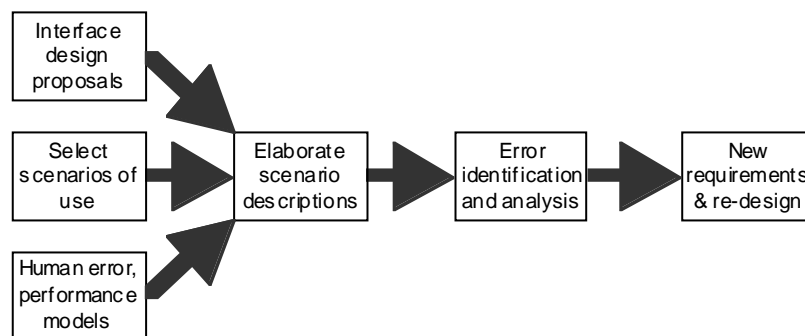 Interface
design
proposals
Select
scenarios of
use
Human error,
performance
models
Elaborate
scenario
descriptions
Error
identification
and analysis
New
requirements
& re-design